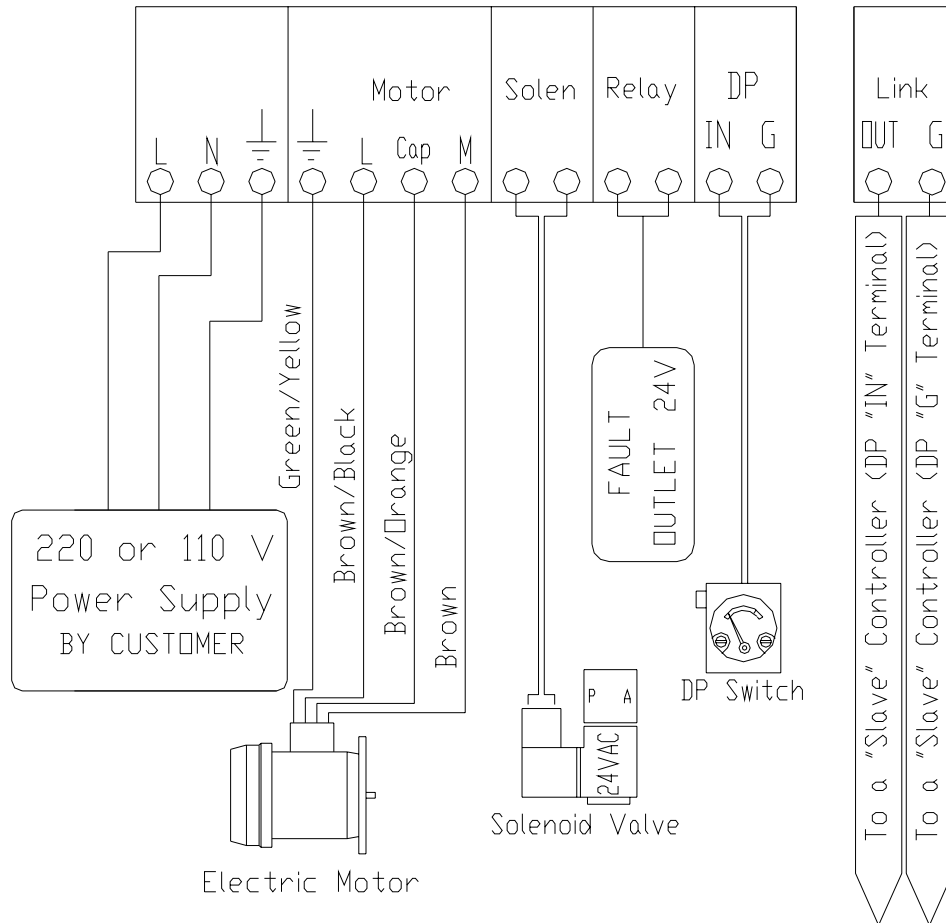 Motor
Solen
Relay
DP
Link
L
N
L
Cap
M
IN
G
OUT
G
Green/Yellow
Brown/Black
Brown/Orange
Brown
220 or 110 V
Power Supply
BY CUSTOMER
FAULT
OUTLET 24V
DP Switch
P A
24VAC
Solenoid Valve
Electric Motor
To a "Slave" Controller (DP "IN" Terminal)
To a "Slave" Controller (DP "G" Terminal)